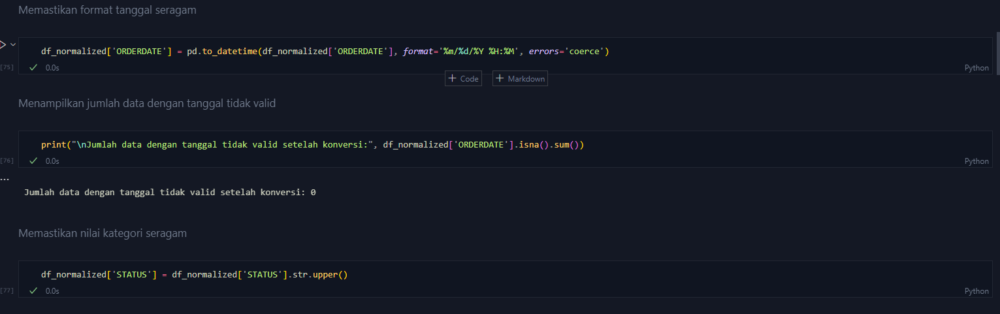 Memastikan format tanggal seragam
df_normalized['ORDERDATE'] = pd.to_datetime(df_normalized['ORDERDATE'], format='%m/%d/%Y %H:%M', errors='coerce')
[75]
0.0s
Python
+ Code
+ Markdown
Menampilkan jumlah data dengan tanggal tidak valid
print("\nJumlah data dengan tanggal tidak valid setelah konversi:", df_normalized['ORDERDATE'].isna().sum())
[76]
0.0s
Python
...
Jumlah data dengan tanggal tidak valid setelah konversi: 0
Memastikan nilai kategori seragam
df_normalized['STATUS'] = df_normalized['STATUS'].str.upper()
[77]
0.0s
Python